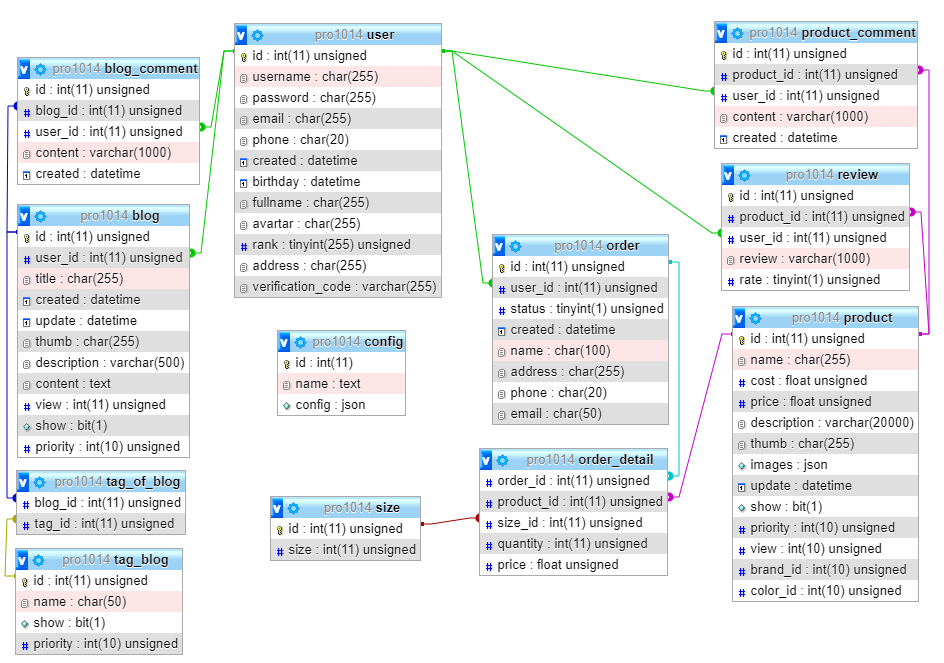 pro1014 blog_comment
id : int(11) unsigned
blog_id : int(11) unsigned
user_id : int(11) unsigned
content : varchar(1000)
created : datetime
pro1014 blog
id : int(11) unsigned
user_id : int(11) unsigned
title : char(255)
created : datetime
update : datetime
thumb : char(255)
description : varchar(500)
content : text
view : int(11) unsigned
show : bit(1)
priority : int(10) unsigned
pro1014 tag_of_blog
blog_id : int(11) unsigned
tag_id : int(11) unsigned
pro1014 tag_blog
id : int(11) unsigned
name : char(50)
show : bit(1)
priority : int(10) unsigned
pro1014 user
id : int(11) unsigned
username : char(255)
password : char(255)
email : char(255)
phone : char(20)
created : datetime
birthday : datetime
fullname : char(255)
avartar : char(255)
rank : tinyint(255) unsigned
address : char(255)
verification_code : varchar(255)
pro1014 config
id : int(11)
name : text
config : json
pro1014 size
id : int(11) unsigned
size : int(11) unsigned
pro1014 order
id : int(11) unsigned
user_id : int(11) unsigned
status : tinyint(1) unsigned
created : datetime
name : char(100)
address : char(255)
phone : char(20)
email : char(50)
pro1014 order_detail
order_id : int(11) unsigned
product_id : int(11) unsigned
size_id : int(11) unsigned
quantity : int(11) unsigned
price : float unsigned
pro1014 product_comment
id : int(11) unsigned
product_id : int(11) unsigned
user_id : int(11) unsigned
content : varchar(1000)
created : datetime
pro1014 review
id : int(11) unsigned
product_id : int(11) unsigned
user_id : int(11) unsigned
review : varchar(1000)
rate : tinyint(1) unsigned
pro1014 product
id : int(11) unsigned
name : char(255)
cost : float unsigned
price : float unsigned
description : varchar(20000)
thumb : char(255)
images : json
update : datetime
show : bit(1)
priority : int(10) unsigned
view : int(10) unsigned
brand_id : int(10) unsigned
color_id : int(10) unsigned